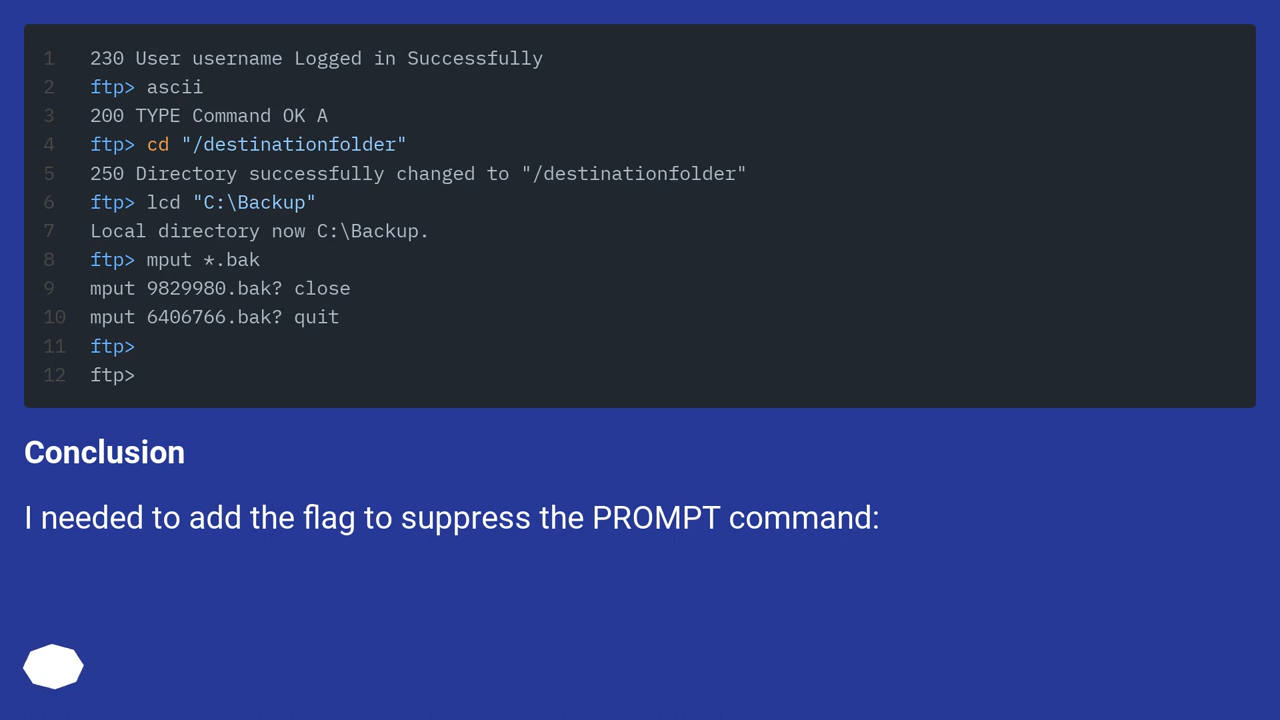 1 230 User username Logged in Successfully
2 ftp> ascii
3 200 TYPE Command OK A
4 ftp> cd "/destinationfolder"
5 250 Directory successfully changed to "/destinationfolder"
6 ftp> lcd "C:\Backup"
7 Local directory now C:\Backup.
8 ftp> mput *.bak
9 mput 9829980.bak? close
10 mput 6406766.bak? quit
11 ftp>
12 ftp>
Conclusion
I needed to add the flag to suppress the PROMPT command: